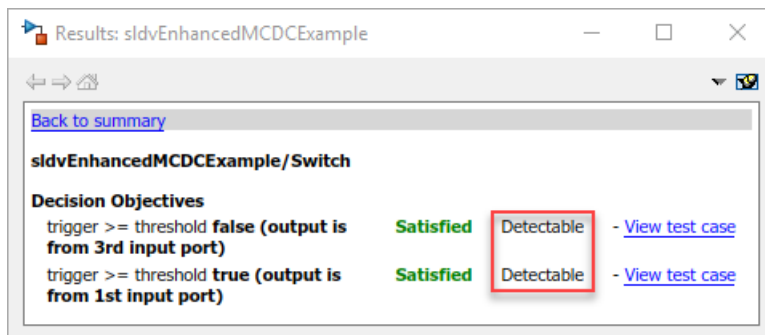 Results: sldvEnhancedMCDCExample
Back to summary
sldvEnhancedMCDCExample/Switch
Decision Objectives
trigger >= threshold false (output is Satisfied Detectable - View test case
from 3rd input port)
trigger >= threshold true (output is Satisfied Detectable - View test case
from 1st input port)